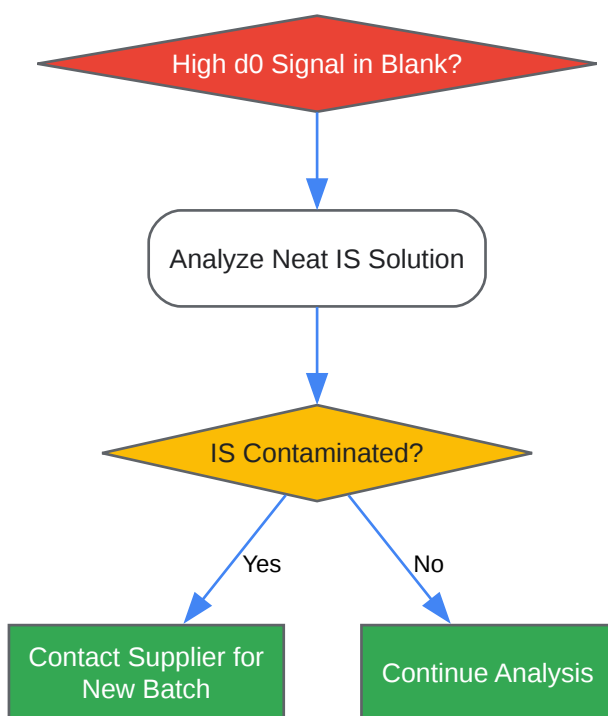 High d0 Signal in Blank?
Analyze Neat IS Solution
IS Contaminated?
Yes
No
Contact Supplier for
New Batch
Continue Analysis